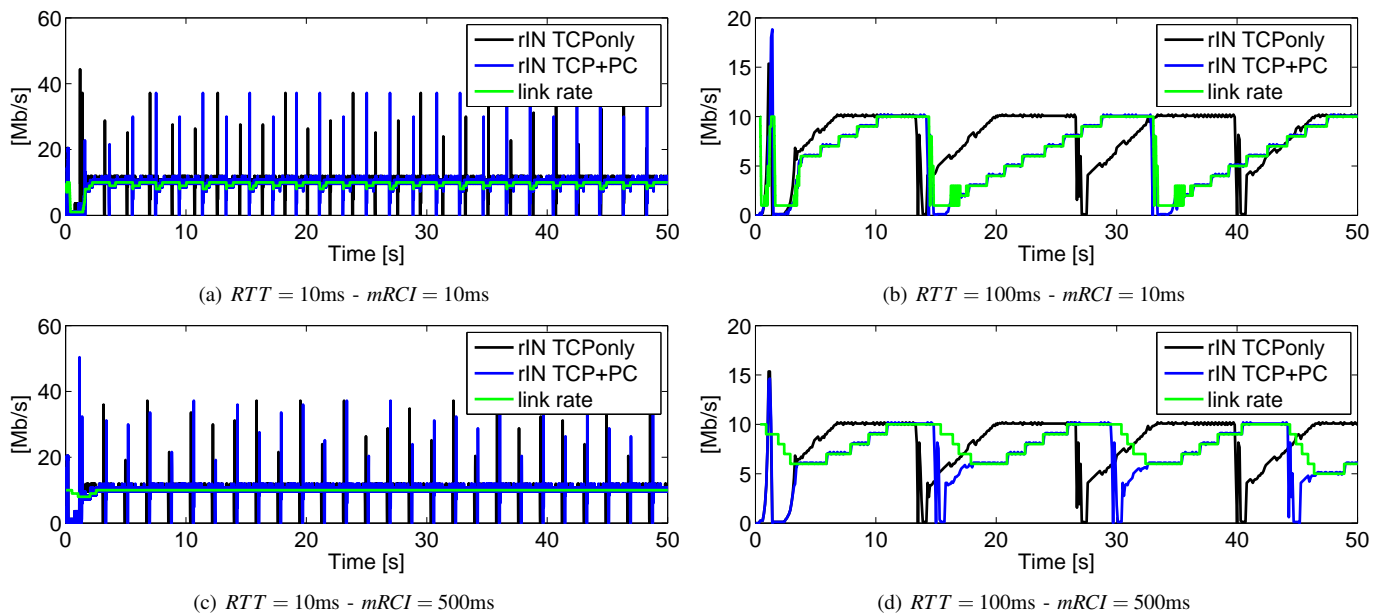 60
40
20
0
[Mb/s]
rIN TCPonly
rIN TCP+PC
link rate
0 10 20 30 40 50
Time [s]
(a) RTT = 10ms - mRCI = 10ms
20
15
10
5
0
[Mb/s]
rIN TCPonly
rIN TCP+PC
link rate
0 10 20 30 40 50
Time [s]
(b) RTT = 100ms - mRCI = 10ms
60
40
20
0
[Mb/s]
rIN TCPonly
rIN TCP+PC
link rate
0 10 20 30 40 50
Time [s]
(c) RTT = 10ms - mRCI = 500ms
20
15
10
5
0
[Mb/s]
rIN TCPonly
rIN TCP+PC
link rate
0 10 20 30 40 50
Time [s]
(d) RTT = 100ms - mRCI = 500ms